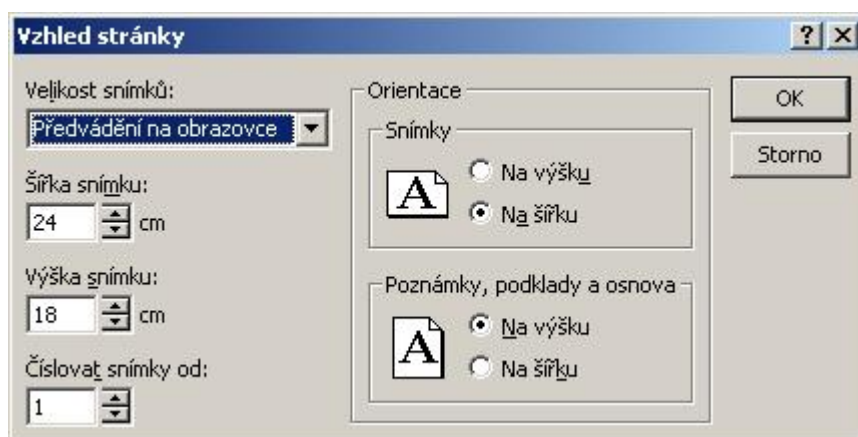 Vzhled stránky
Velikost snímků:
Předvádění na obrazovce
Šířka snímku:
24 cm
Výška snímku:
18 cm
Číslovat snímky od:
1
Orientace
Snímky
A
Na výšku
Na šířku
Poznámky, podklady a osnova
A
Na výšku
Na šířku
OK
Storno